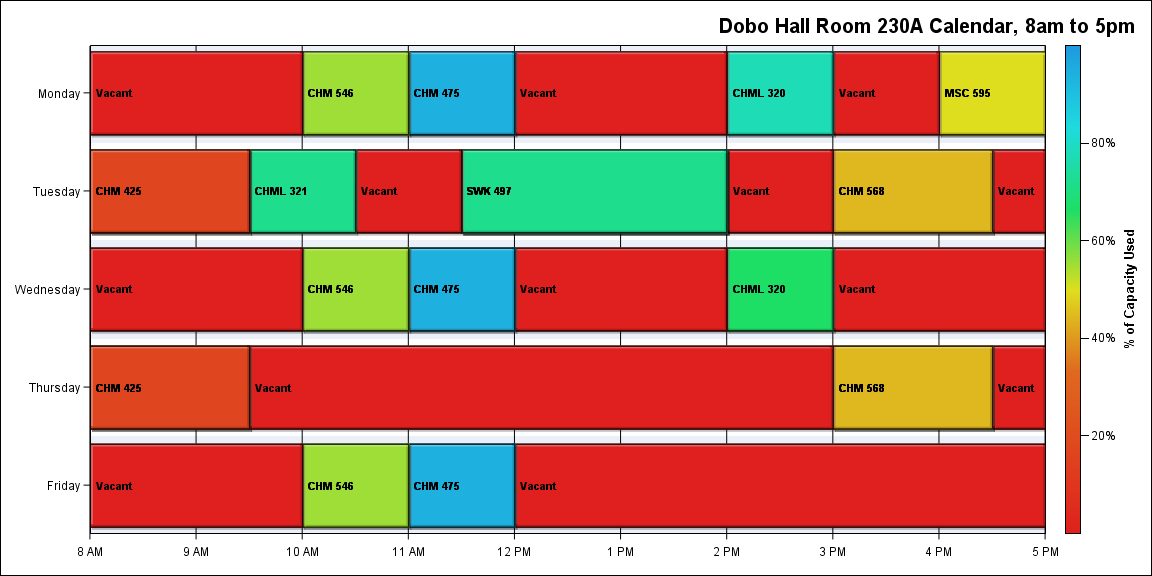 Dobo Hall Room 230A Calendar, 8am to 5pm
Monday
Vacant
CHM 546
CHM 475
Vacant
CHML 320
Vacant
MSC 595
Tuesday
CHM 425
CHML 321
Vacant
SWK 497
Vacant
CHM 568
Vacant
Wednesday
Vacant
CHM 546
CHM 475
Vacant
CHML 320
Vacant
Thursday
CHM 425
Vacant
CHM 568
Vacant
Friday
Vacant
CHM 546
CHM 475
Vacant
8 AM
9 AM
10 AM
11 AM
12 PM
1 PM
2 PM
3 PM
4 PM
5 PM
80%
60%
40%
20%
% of Capacity Used